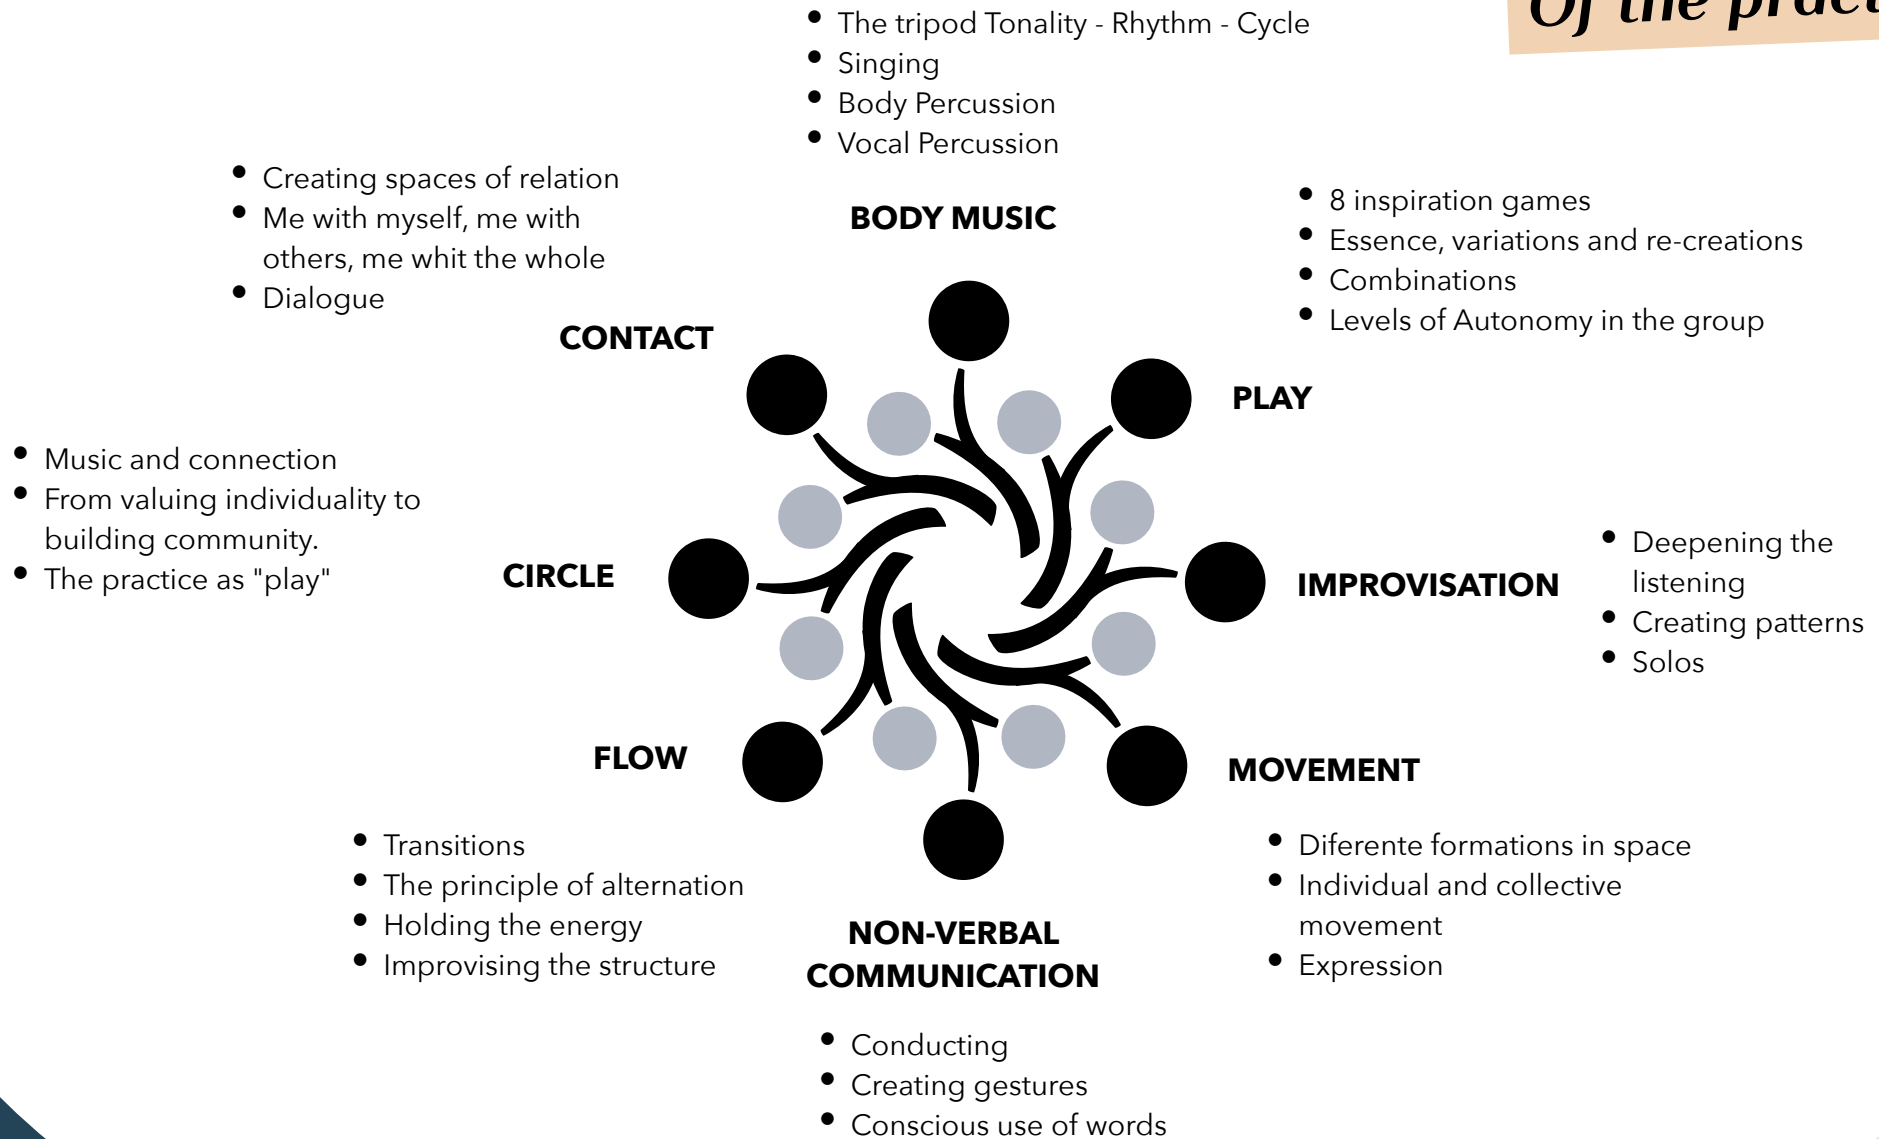 Of the
• The tripod Tonality - Rhythm - Cycle
• Singing
• Body Percussion
• Vocal Percussion
BODY MUSIC
• Creating spaces of relation
• Me with myself, me with
others, me whit the whole
• Dialogue
CONTACT
• 8 inspiration games
• Essence, variations and re-creations
• Combinations
• Levels of Autonomy in the group
PLAY
• Music and connection
• From valuing individuality to
building community.
• The practice as "play"
CIRCLE
IMPROVISATION
• Deepening the
listening
• Creating patterns
• Solos
FLOW
• Transitions
• The principle of alternation
• Holding the energy
• Improvising the structure
MOVEMENT
• Diferente formations in space
• Individual and collective
movement
• Expression
NON-VERBAL
COMMUNICATION
• Conducting
• Creating gestures
• Conscious use of words